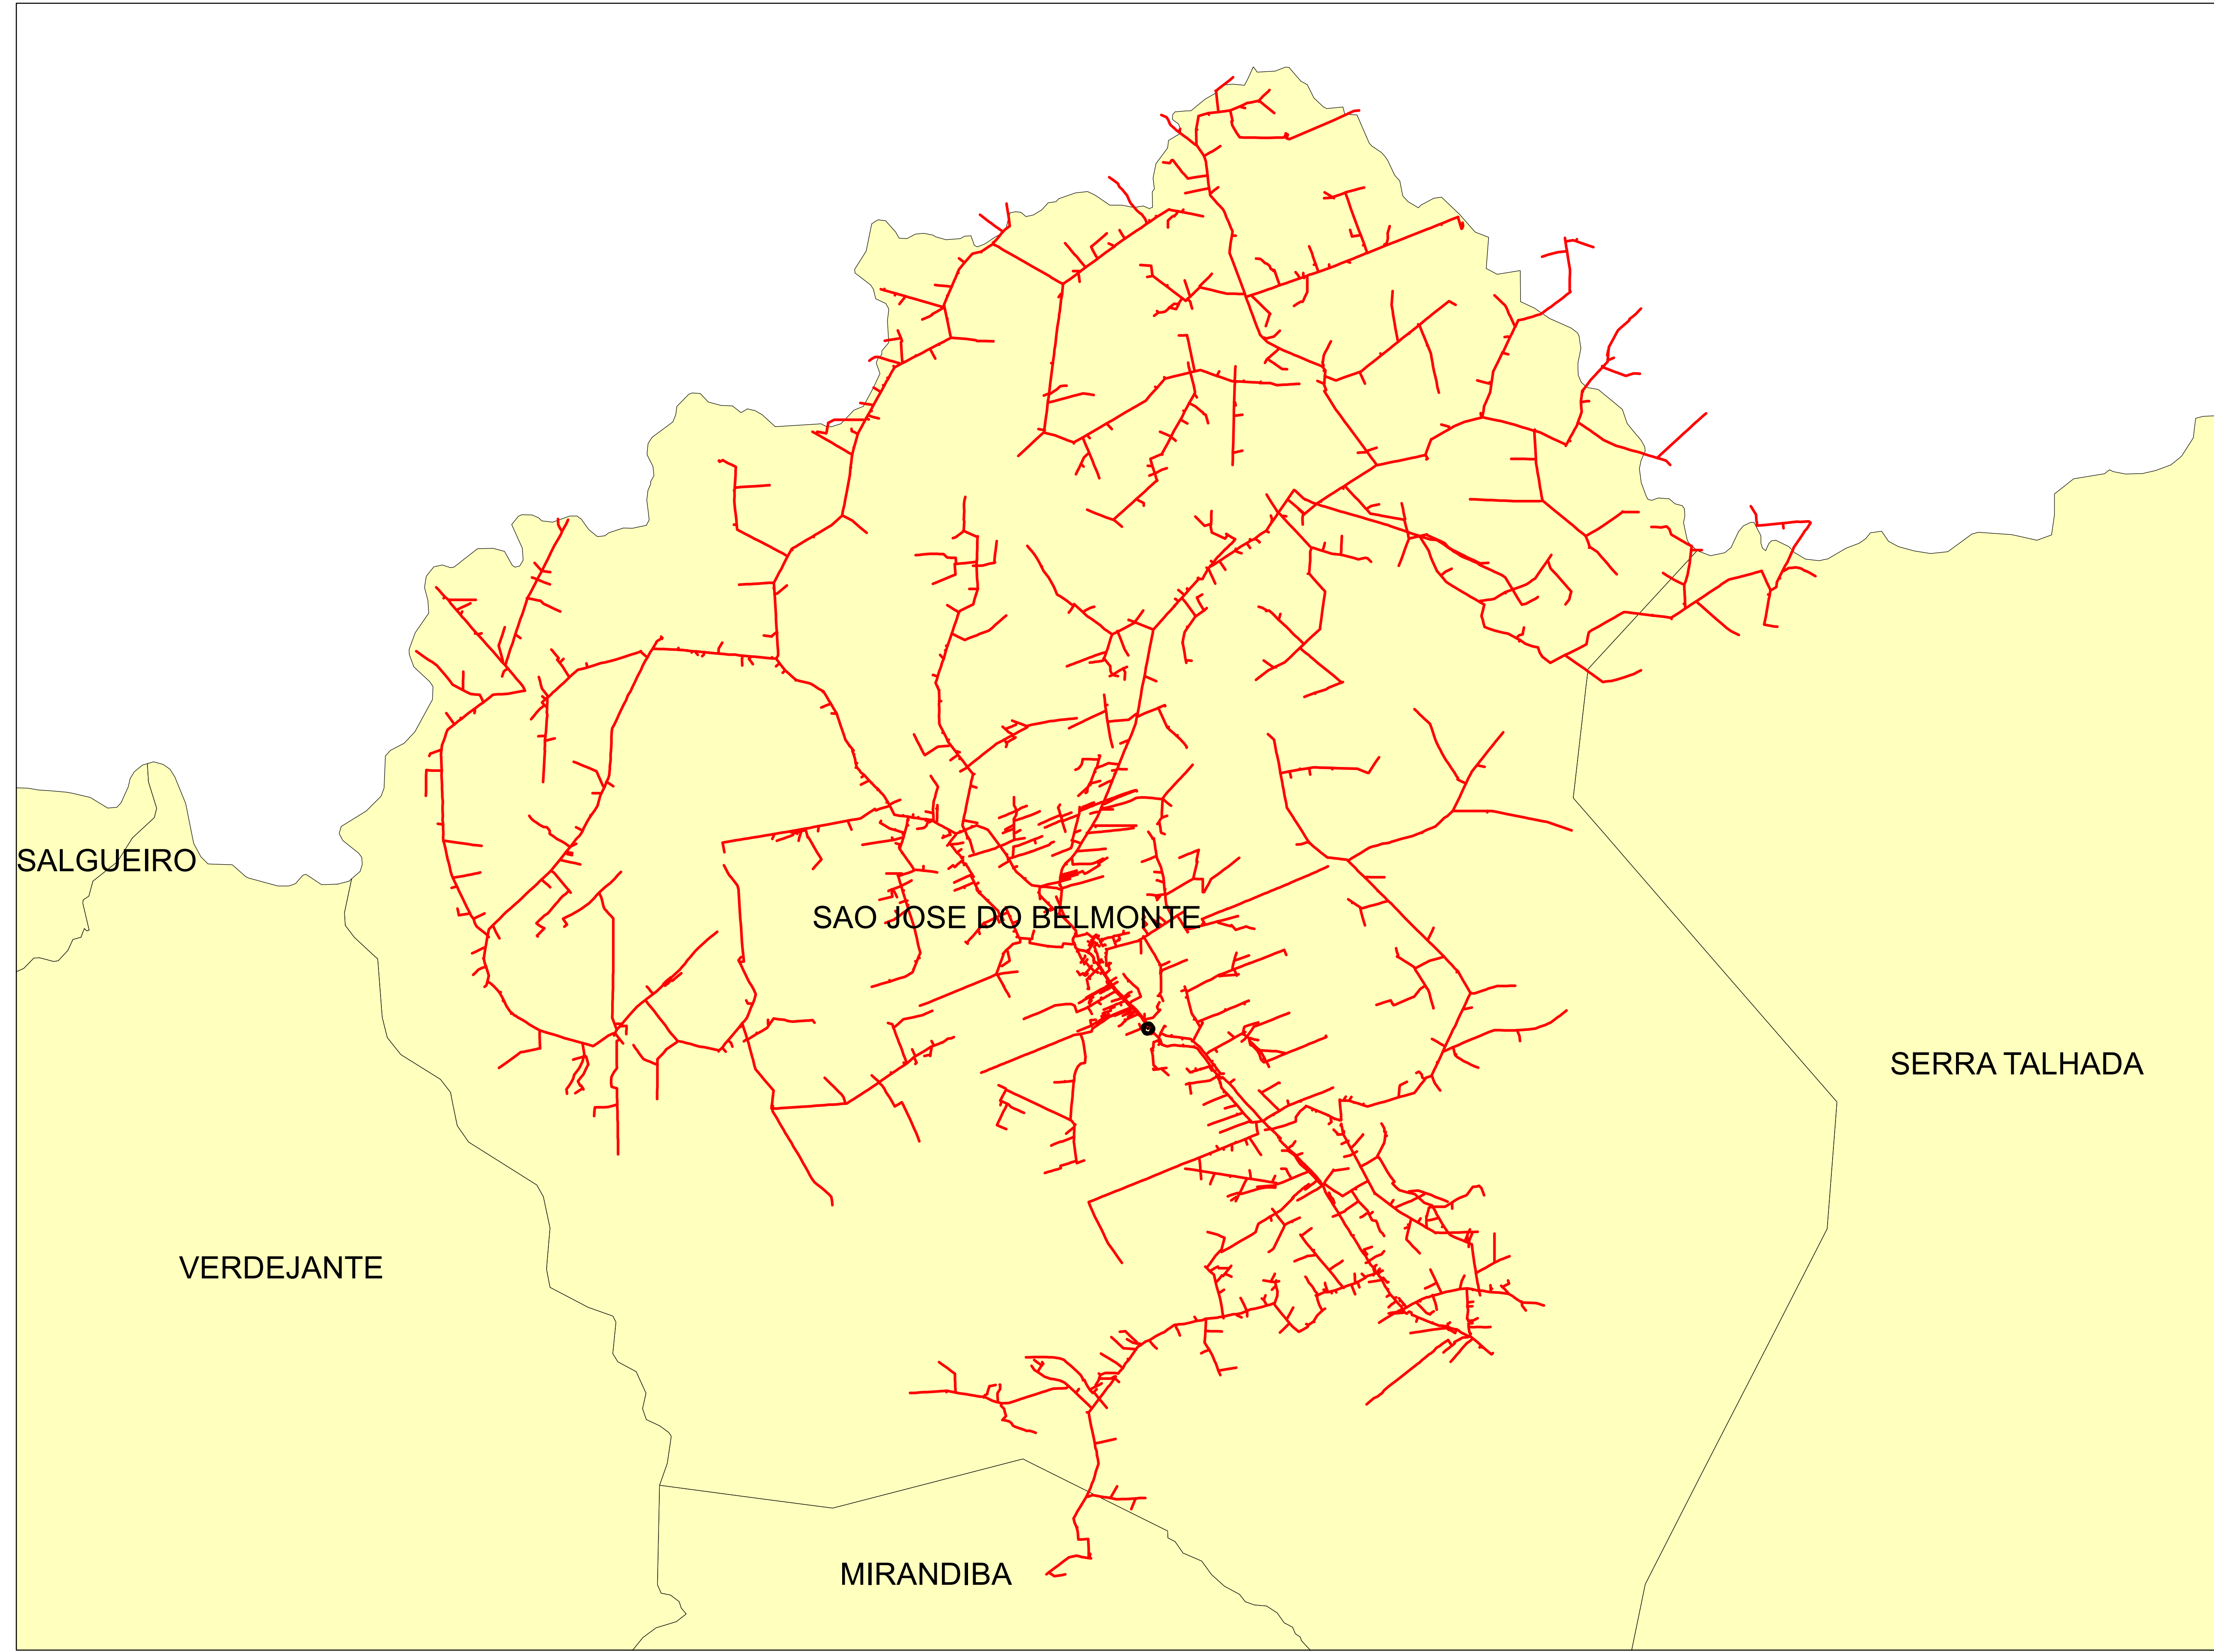 SALGUEIRO
SAO JOSE DO BELMONTE
SERRA TALHADA
VERDEJANTE
MIRANDIBA